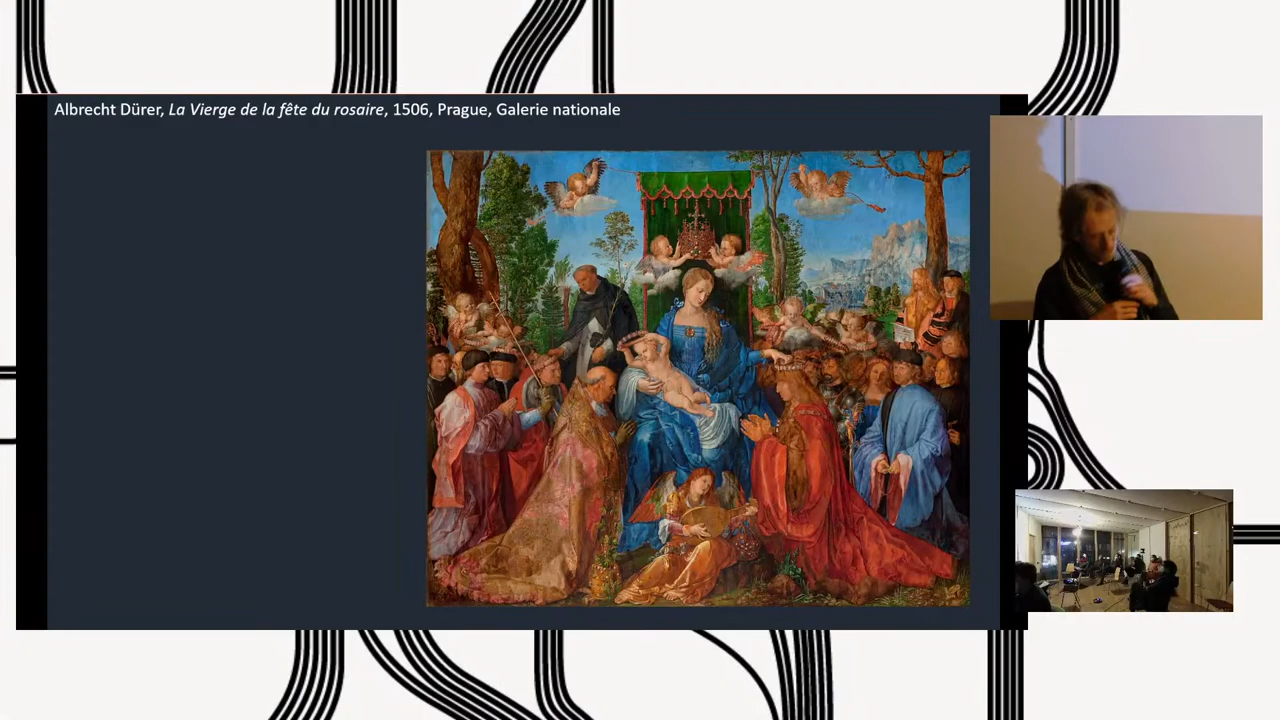 Albrecht Dürer, La Vierge de la fête du rosaire, 1506, Prague, Galerie nationale